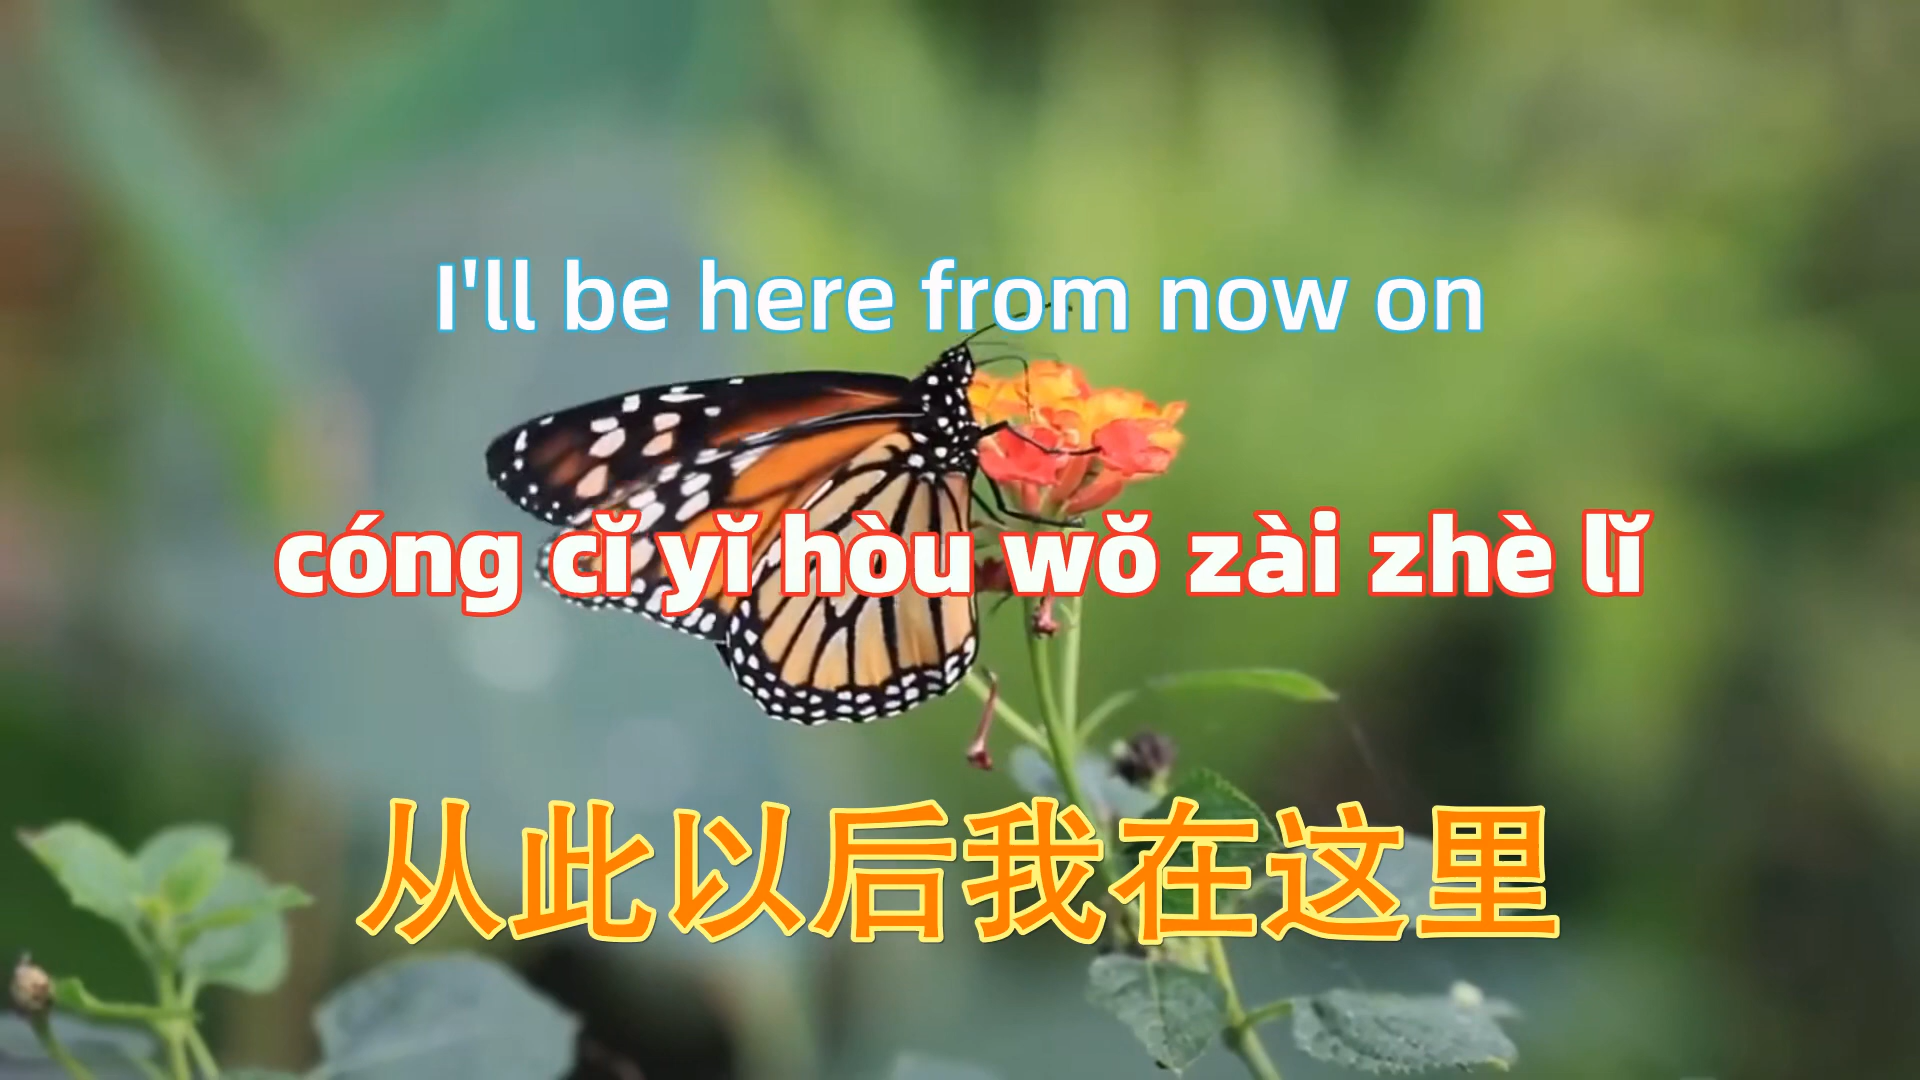 I'll be here from now on
cóng cǐ yǐ hòu wǒ zài zhè lǐ
从此以后我在这里